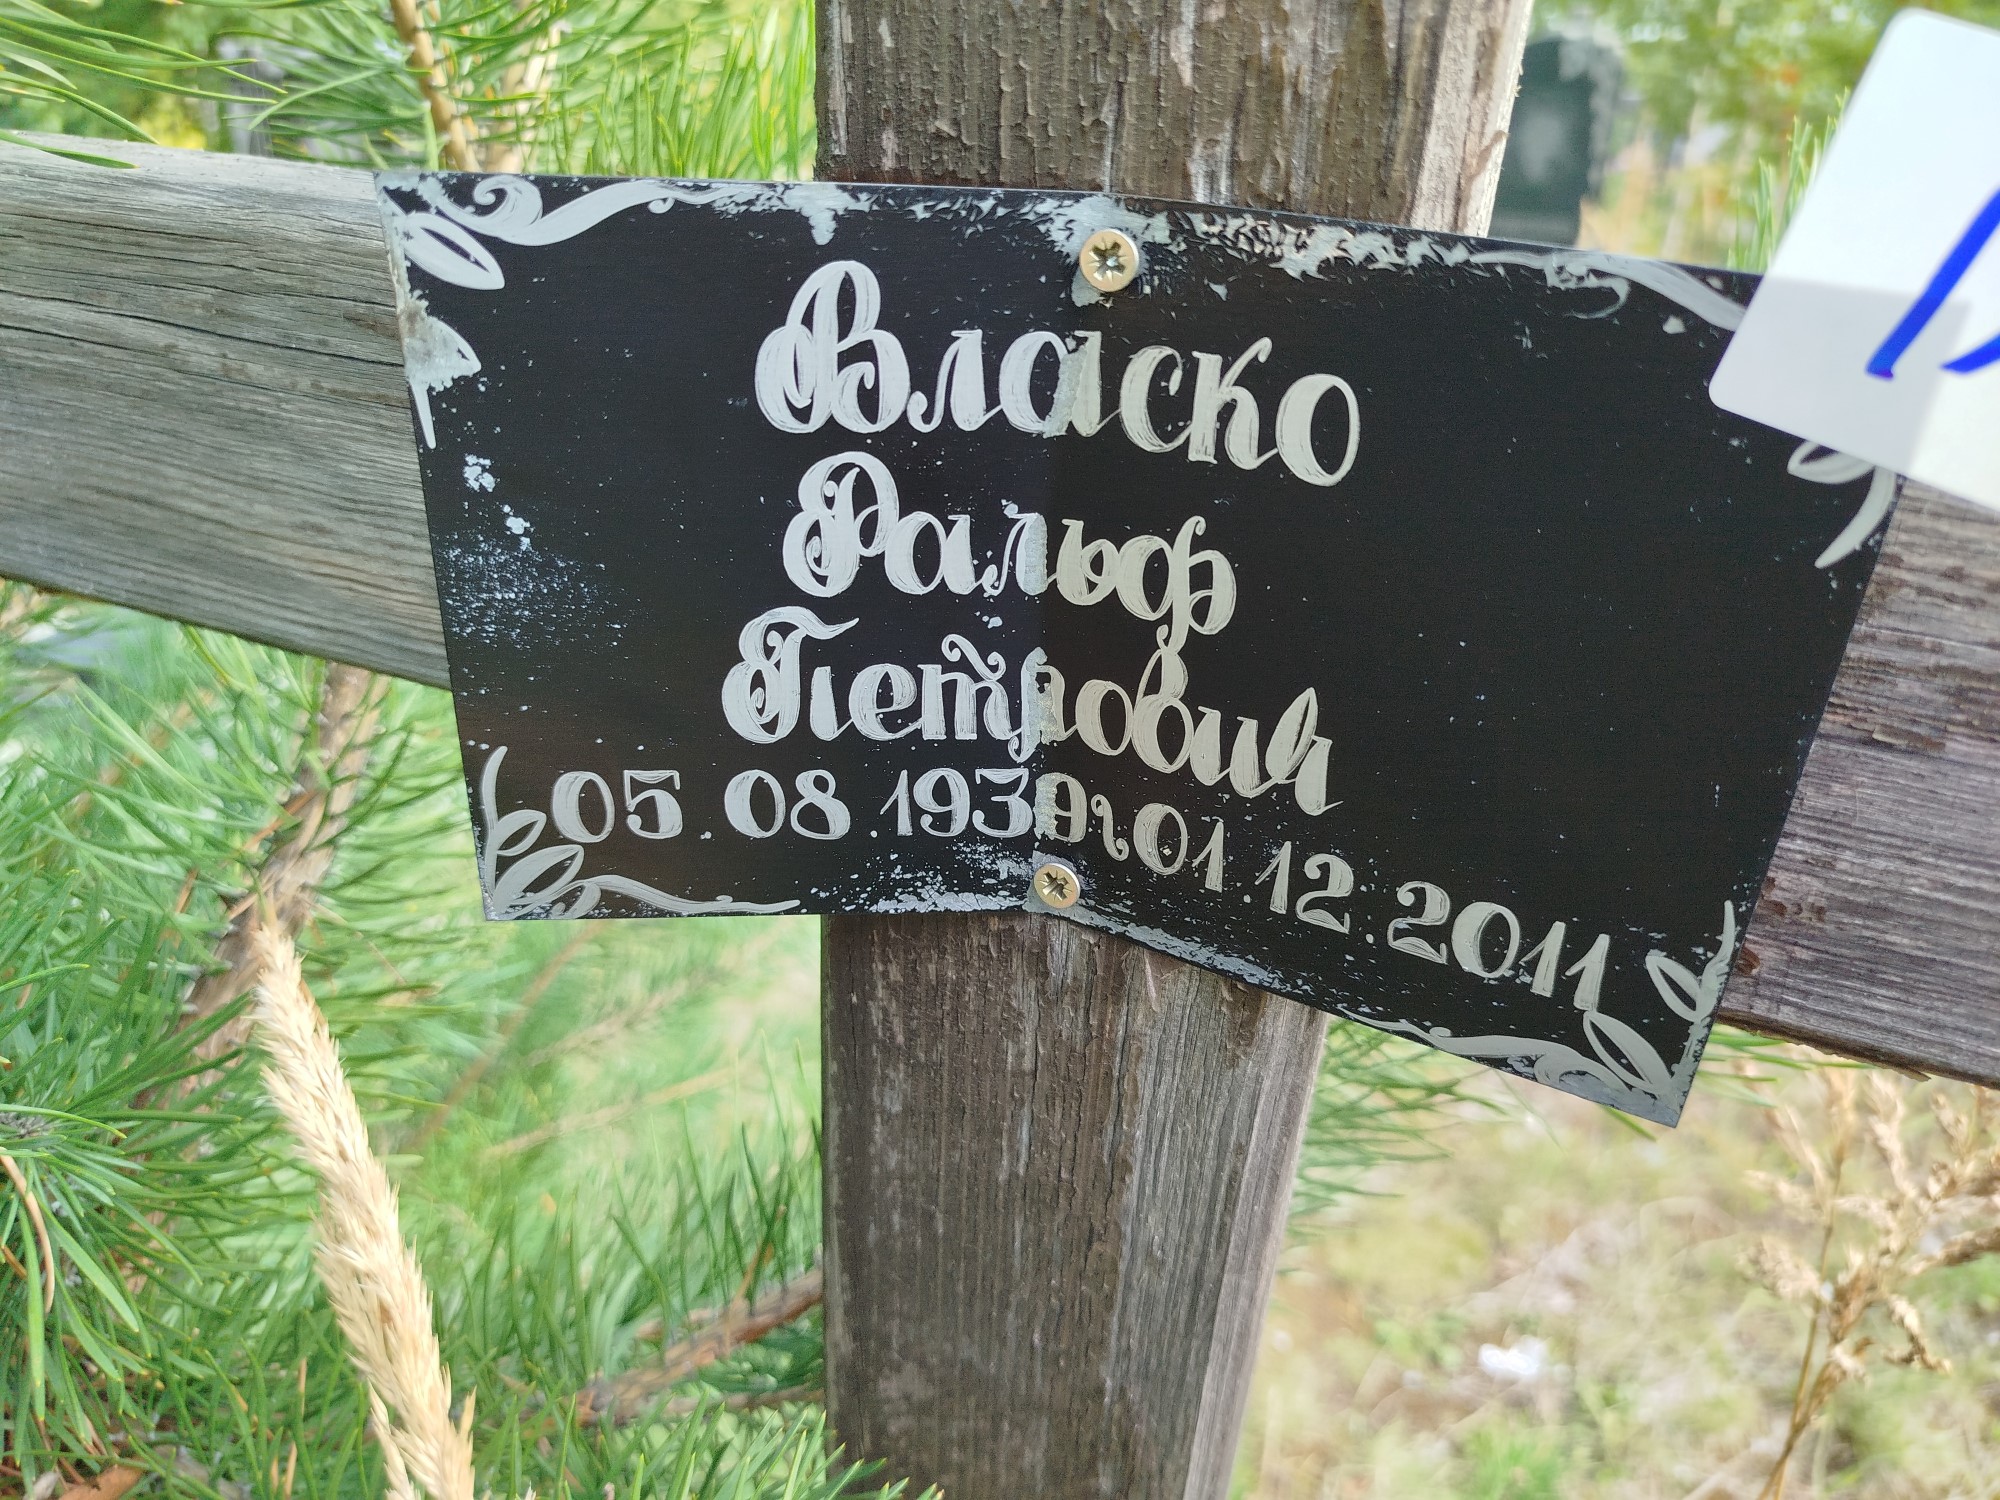 Власко
Ральф
Петрович
05.08.1939г 01.12.2011